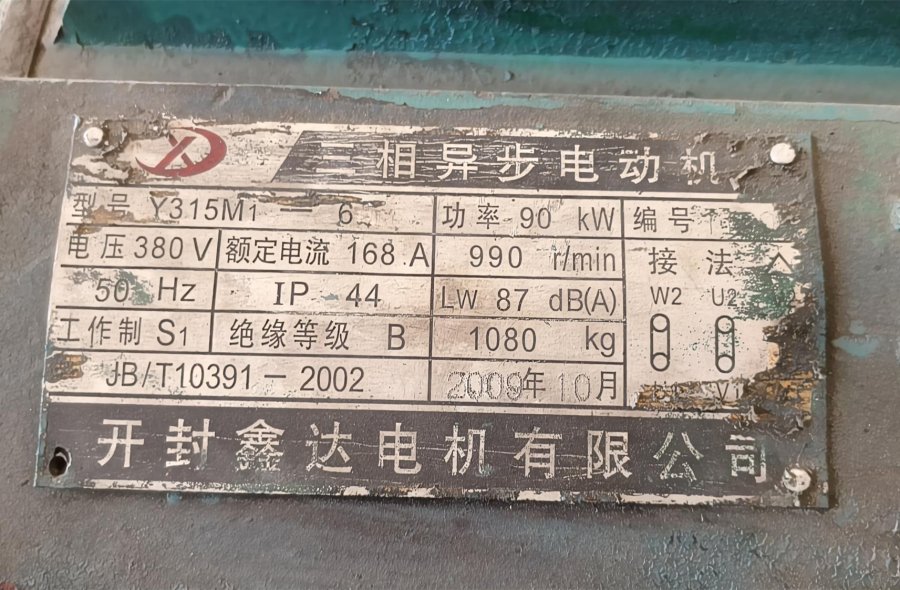 三相异步电动机
型号 Y315M1 — 6 功率 90 kW 编号
电压 380 V 额定电流 168 A 990 r/min 接法
50 Hz IP 44 LW 87 dB(A) W2 U2
工作制 S1 绝缘等级 B 1080 kg
JB/T10391 — 2002 2009年 10月 V1
开封鑫达电机有限公司